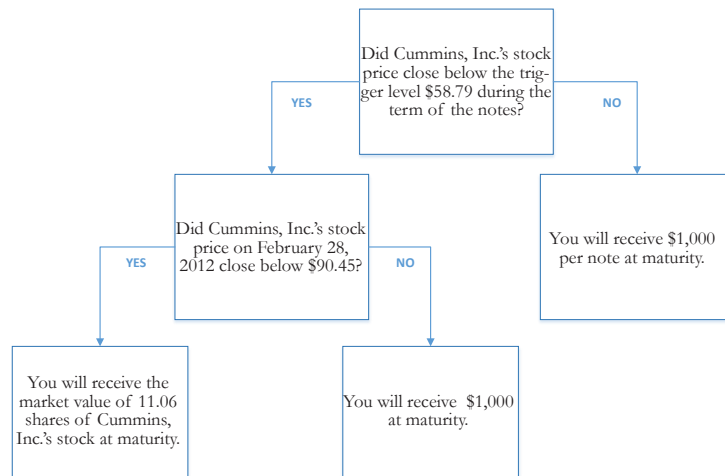 Did Cummins, Inc.'s stock
price close below the trig-
ger level $58.79 during the
term of the notes?
YES
NO
Did Cummins, Inc.'s stock
price on February 28,
2012 close below $90.45?
You will receive $1,000
per note at maturity.
YES
NO
You will receive the
market value of 11.06
shares of Cummins,
Inc.'s stock at maturity.
You will receive $1,000
at maturity.